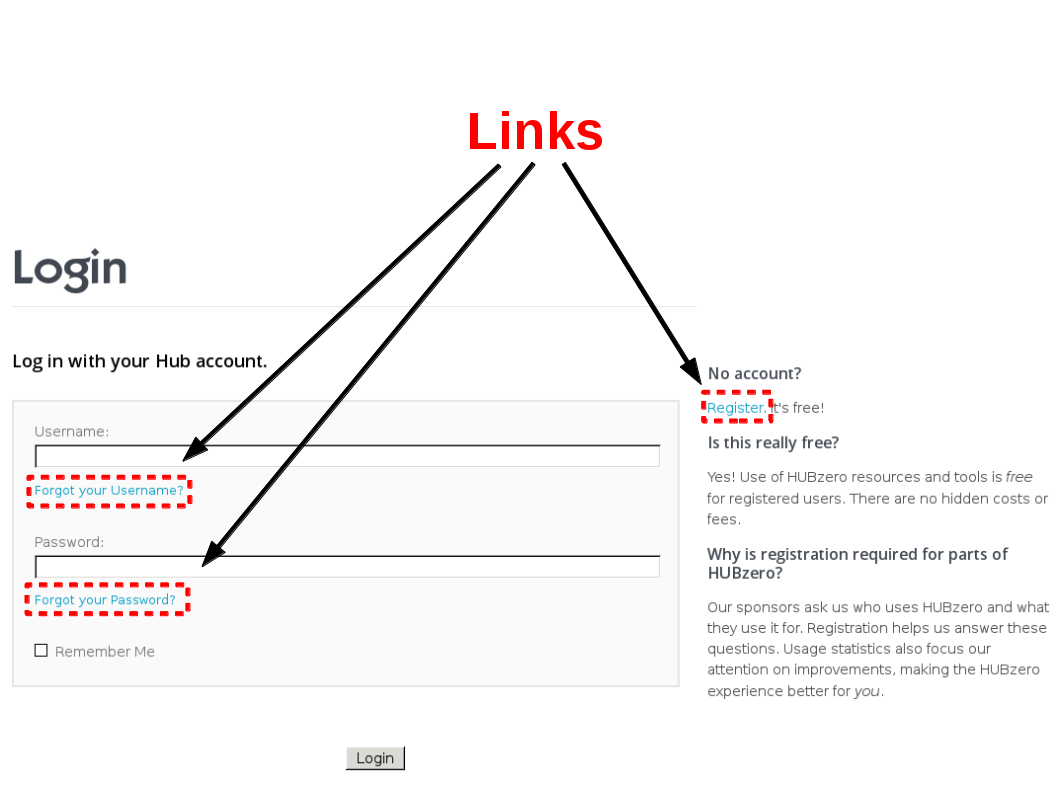 Links
Login
Log in with your Hub account.
Username:
Forgot your Username?
Password:
Forgot your Password?
Remember Me
Login
No account?
Register. It's free!
Is this really free?
Yes! Use of HUBzero resources and tools is free
for registered users. There are no hidden costs or
fees.
Why is registration required for parts of
HUBzero?
Our sponsors ask us who uses HUBzero and what
they use it for. Registration helps us answer these
questions. Usage statistics also focus our
attention on improvements, making the HUBzero
experience better for you.